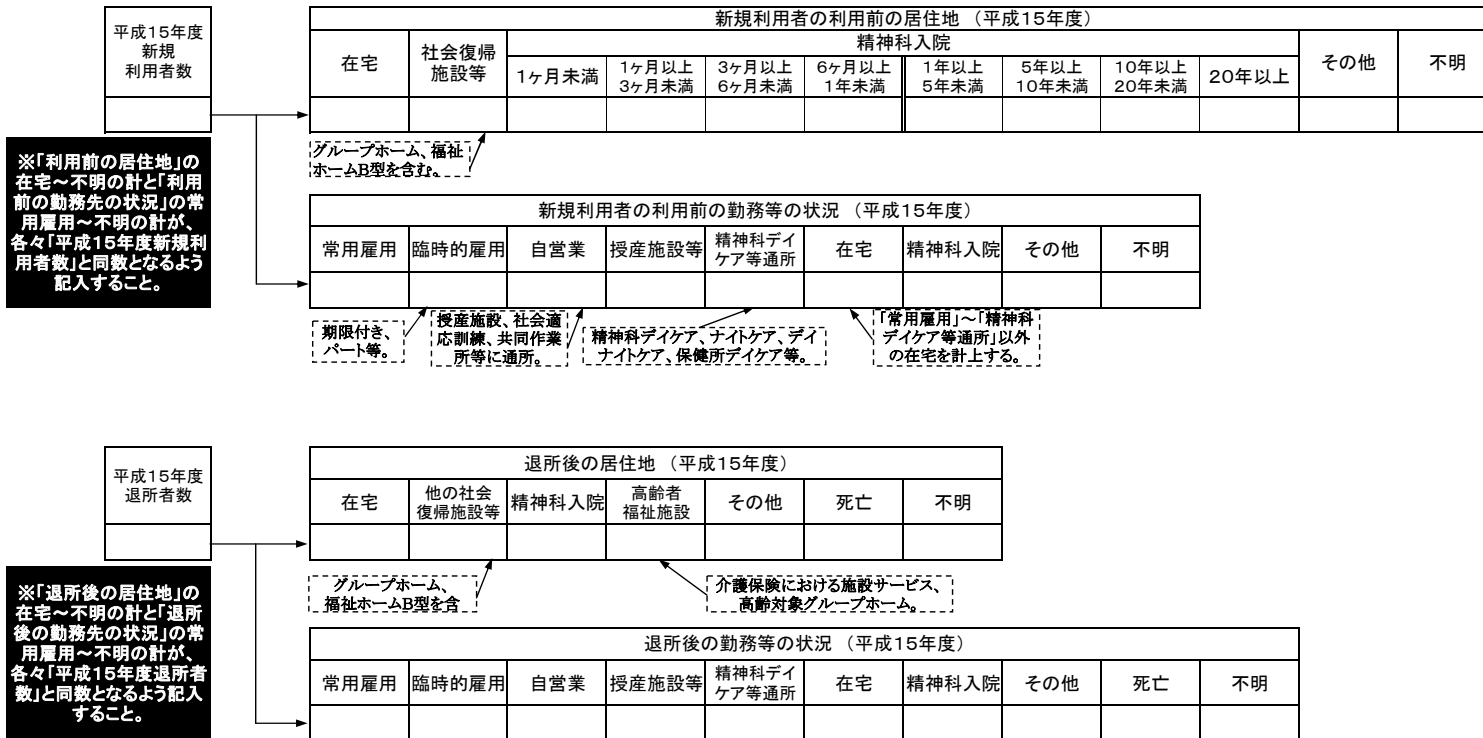 平成15年度
新規
利用者数
新規利用者の利用前の居住地 （平成15年度）
在宅
社会復帰
施設等
精神科入院
1ヶ月未満
1ヶ月以上
3ヶ月未満
3ヶ月以上
6ヶ月未満
6ヶ月以上
1年未満
1年以上
5年未満
5年以上
10年未満
10年以上
20年未満
20年以上
その他
不明
※「利用前の居住地」の
在宅～不明の計と「利用
前の勤務先の状況」の常
用雇用～不明の計が、
各々「平成15年度新規利
用者数」と同数となるよう
記入すること。
グループホーム、福祉
ホームB型を含む。
新規利用者の利用前の勤務等の状況 （平成15年度）
常用雇用
臨時的雇用
自営業
授産施設等
精神科デイ
ケア等通所
在宅
精神科入院
その他
不明
期限付き、
パート等。
授産施設、社会適
応訓練、共同作業
所等に通所。
精神科デイケア、ナイトケア、デイ
ナイトケア、保健所デイケア等。
「常用雇用」～「精神科
デイケア等通所」以外
の在宅を計上する。
平成15年度
退所者数
退所後の居住地 （平成15年度）
在宅
他の社会
復帰施設等
精神科入院
高齢者
福祉施設
その他
死亡
不明
※「退所後の居住地」の
在宅～不明の計と「退所
後の勤務先の状況」の常
用雇用～不明の計が、
各々「平成15年度退所者
数」と同数となるよう記入
すること。
グループホーム、
福祉ホームB型を含
介護保険における施設サービス、
高齢対象グループホーム。
退所後の勤務等の状況 （平成15年度）
常用雇用
臨時的雇用
自営業
授産施設等
精神科デイ
ケア等通所
在宅
精神科入院
その他
死亡
不明